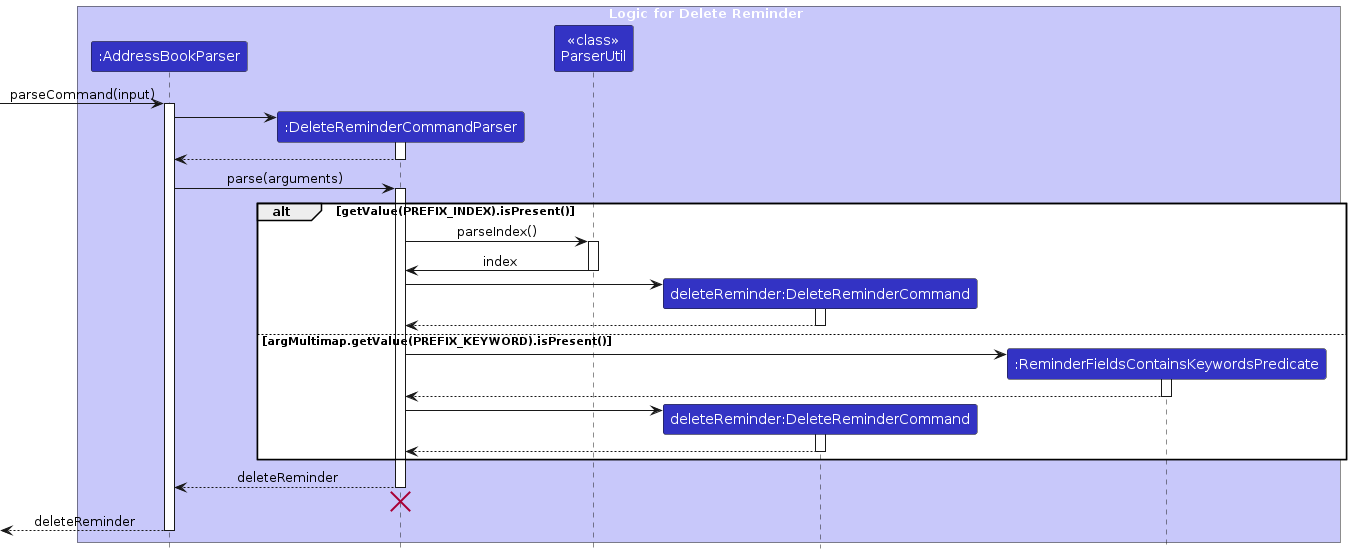 Logic for Delete Reminder
«class»
ParserUtil
:AddressBookParser
parseCommand(input)
:DeleteReminderCommandParser
parse(arguments)
alt [getValue(PREFIX_INDEX).isPresent()]
parseIndex()
index
deleteReminder:DeleteReminderCommand
[argMultimap.getValue(PREFIX_KEYWORD).isPresent()]
:ReminderFieldsContainsKeywordsPredicate
deleteReminder:DeleteReminderCommand
deleteReminder
deleteReminder